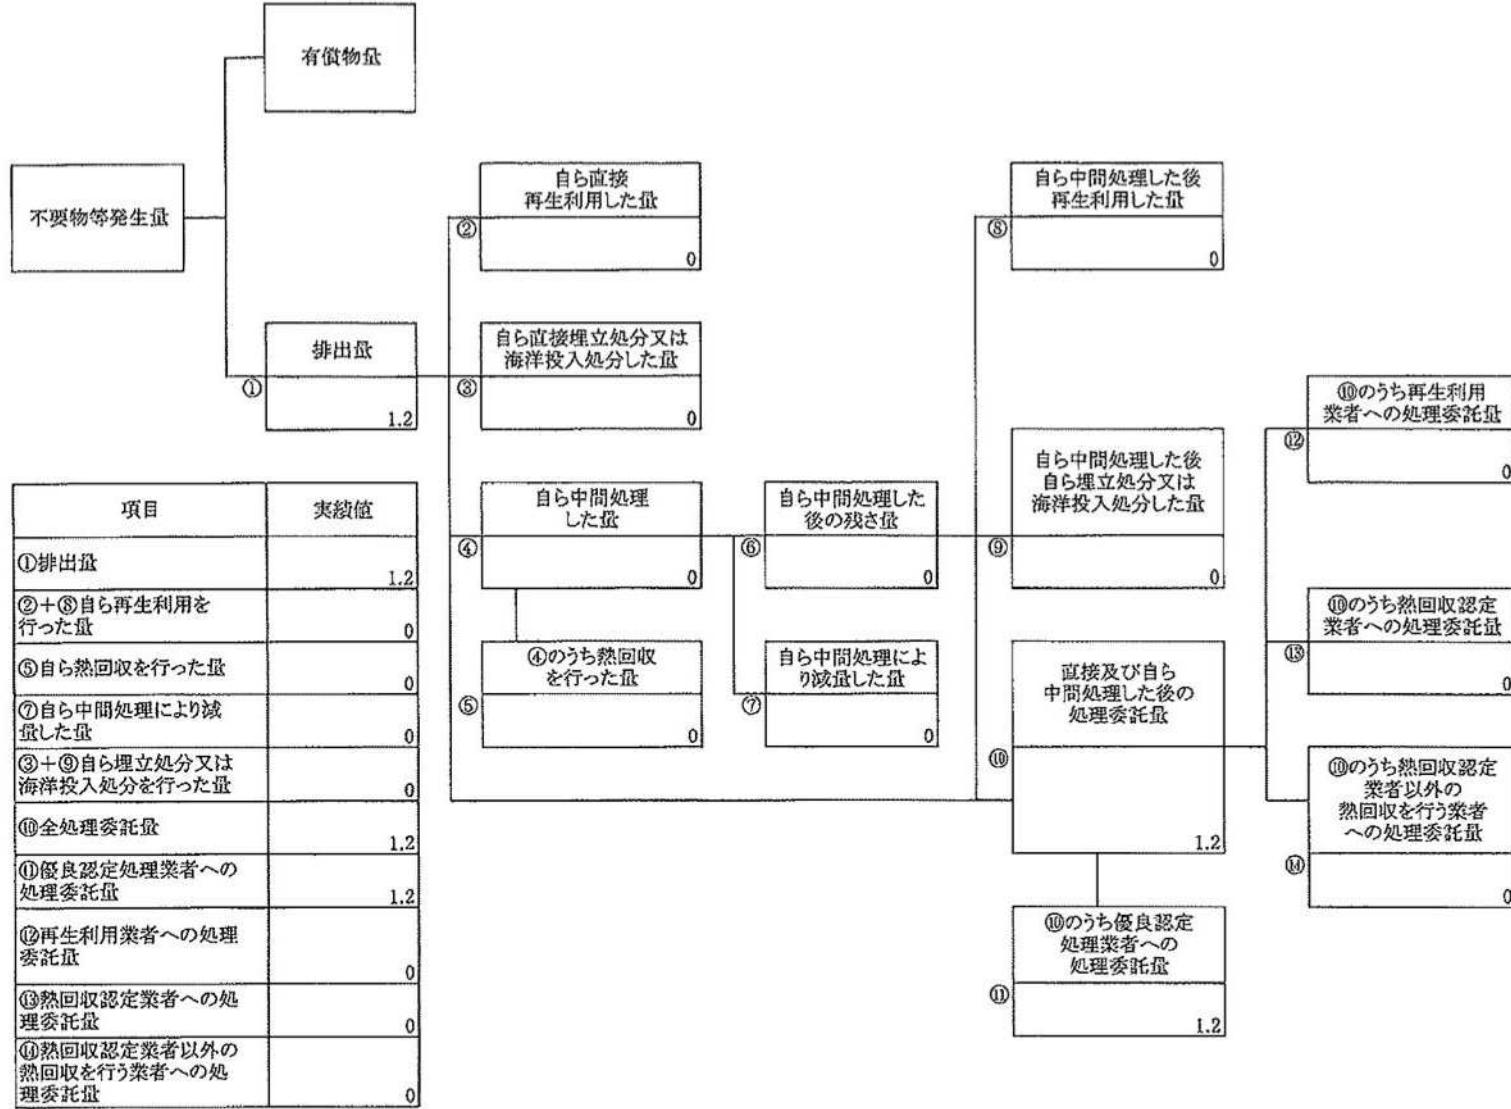 有償物量
不要物等発生量
排出量
①
1.2
自ら直接
再生利用した量
②
0
自ら直接埋立処分又は
海洋投入処分した量
③
0
自ら中間処理
した量
④
0
④のうち熱回収
を行った量
⑤
0
自ら中間処理した
後の残さ量
⑥
0
自ら中間処理によ
り減量した量
⑦
0
自ら中間処理した後
再生利用した量
⑧
0
自ら中間処理した後
自ら埋立処分又は
海洋投入処分した量
⑨
0
直接及び自ら
中間処理した後の
処理委託量
⑩
1.2
⑩のうち優良認定
処理業者への
処理委託量
⑪
1.2
⑩のうち再生利用
業者への処理委託量
⑫
0
⑩のうち熱回収認定
業者への処理委託量
⑬
0
⑩のうち熱回収認定
業者以外の
熱回収を行う業者
への処理委託量
⑭
0
項目 実績値
①排出量
1.2
②＋⑧自ら再生利用を
行った量 0
⑤自ら熱回収を行った量
0
⑦自ら中間処理により減
量した量 0
③＋⑨自ら埋立処分又は
海洋投入処分を行った量 0
⑩全処理委託量
1.2
⑪優良認定処理業者への
処理委託量 1.2
⑫再生利用業者への処理
委託量
0
⑬熱回収認定業者への処
理委託量 0
⑭熱回収認定業者以外の
熱回収を行う業者への処
理委託量 0